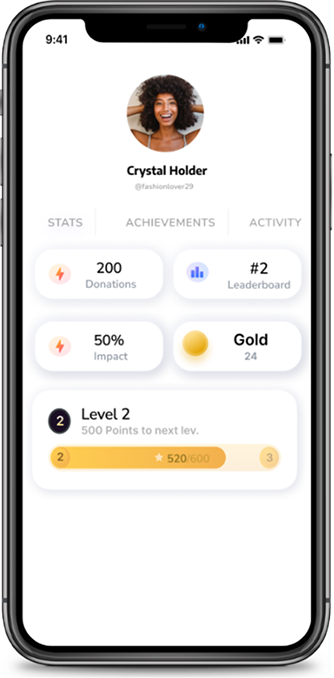 9:41
Crystal Holder
@fashionlover29
STATS ACHIEVEMENTS ACTIVITY
200
Donations
#2
Leaderboard
50%
Impact
Gold
24
2
Level 2
500 Points to next lev.
2 520/600 3